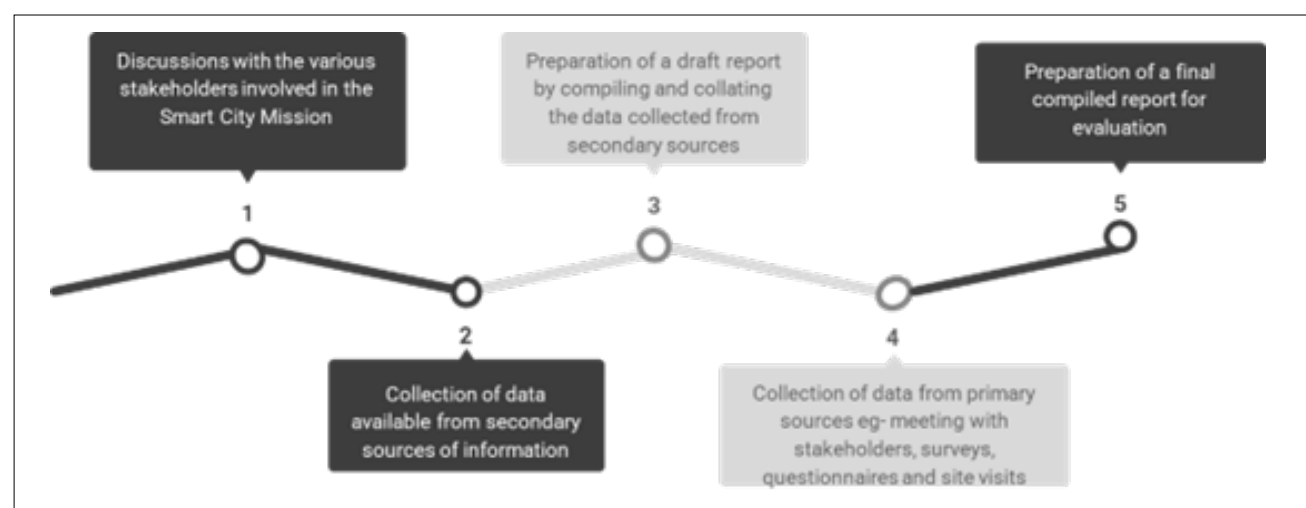 Discussions with the various
stakeholders involved in the
Smart City Mission
1
2
Collection of data
available from secondary
sources of information
Preparation of a draft report
by compiling and collating
the data collected from
secondary sources
3
4
Collection of data from primary
sources eg- meeting with
stakeholders, surveys,
questionnaires and site visits
Preparation of a final
compiled report for
evaluation
5